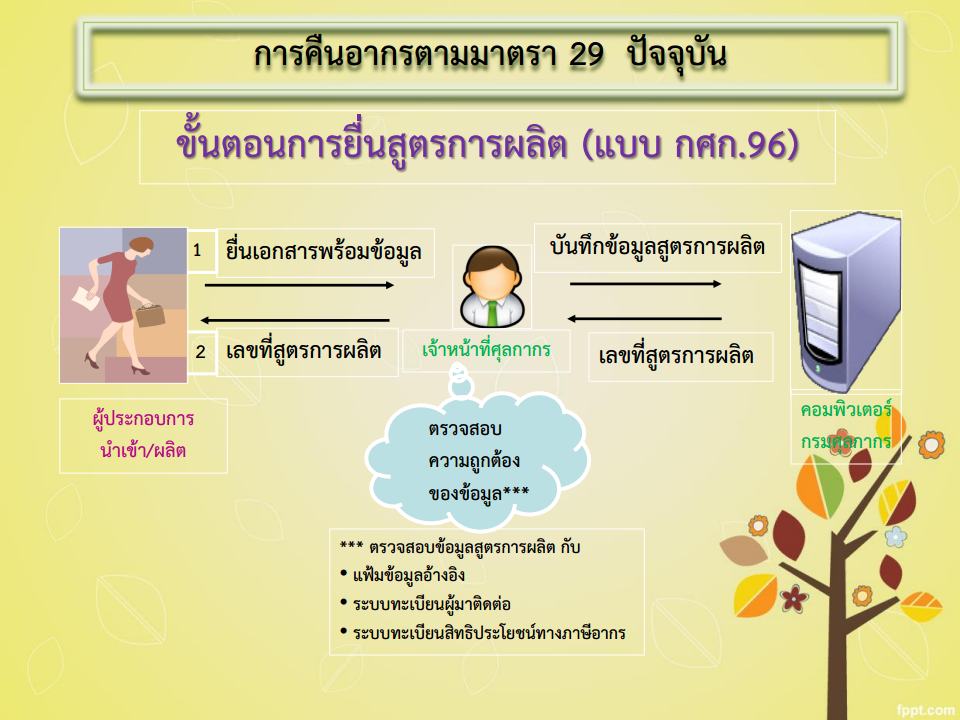 การคืนอากรตามมาตรา 29 ปัจจุบัน
ขั้นตอนการยื่นสูตรการผลิต (แบบ กศก.96)
1
ยื่นเอกสารพร้อมข้อมูล
บันทึกข้อมูลสูตรการผลิต
2
เลขที่สูตรการผลิต
เจ้าหน้าที่ศุลกากร
เลขที่สูตรการผลิต
ผู้ประกอบการ
นำเข้า/ผลิต
คอมพิวเตอร์
กรมศุลกากร
ตรวจสอบ
ความถูกต้อง
ของข้อมูล***
*** ตรวจสอบข้อมูลสูตรการผลิต กับ
• แฟ้มข้อมูลอ้างอิง
• ระบบทะเบียนผู้มาติดต่อ
• ระบบทะเบียนสิทธิประโยชน์ทางภาษีอากร
fppt.com